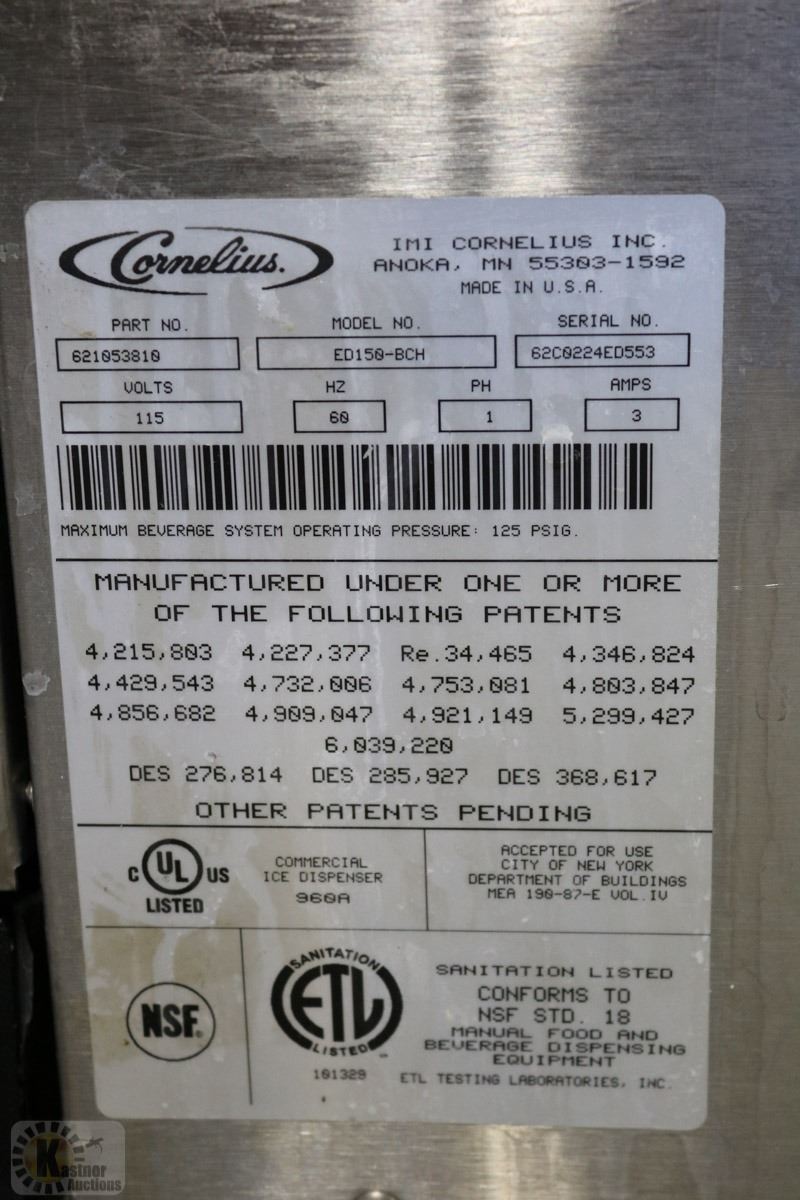 Cornelius.
IMI CORNELIUS INC.
ANOKA, MN 55303-1592
MADE IN U.S.A.
PART NO. MODEL NO. SERIAL NO.
621053810 ED150-BCH 62C0224ED553
VOLTS HZ PH AMPS
115 60 1 3
MAXIMUM BEVERAGE SYSTEM OPERATING PRESSURE: 125 PSIG.
MANUFACTURED UNDER ONE OR MORE
OF THE FOLLOWING PATENTS
4,215,803 4,227,377 Re.34,465 4,346,824
4,429,543 4,732,006 4,753,081 4,803,847
4,856,682 4,909,047 4,921,149 5,299,427
6,039,220
DES 276,814 DES 285,927 DES 368,617
OTHER PATENTS PENDING
C UL US
LISTED
COMMERCIAL
ICE DISPENSER
960A
ACCEPTED FOR USE
CITY OF NEW YORK
DEPARTMENT OF BUILDINGS
MEA 190-87-E VOL.IV
NSF®
SANITATION
ETL
LISTED™
101329
SANITATION LISTED
CONFORMS TO
NSF STD. 18
MANUAL FOOD AND
BEVERAGE DISPENSING
EQUIPMENT
ETL TESTING LABORATORIES, INC.
Kastner
Auctions